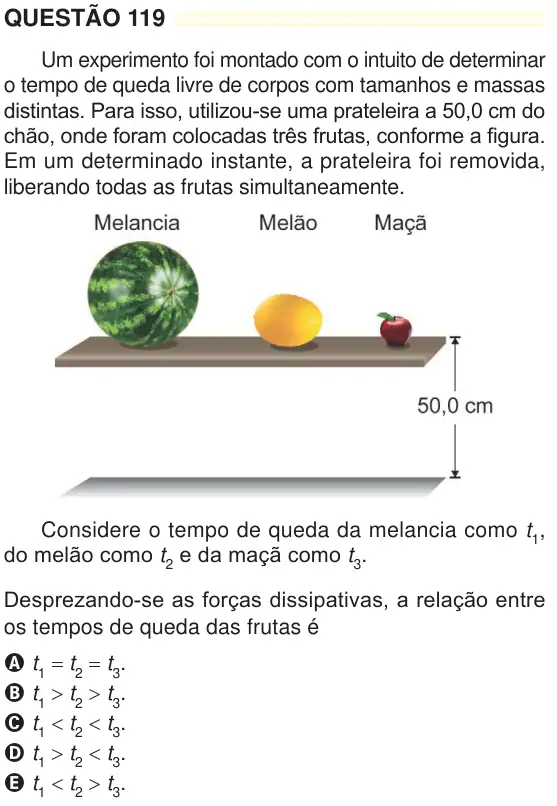 QUESTÃO 119
Um experimento foi montado com o intuito de determinar
o tempo de queda livre de corpos com tamanhos e massas
distintas. Para isso, utilizou-se uma prateleira a 50,0 cm do
chão, onde foram colocadas três frutas, conforme a figura.
Em um determinado instante, a prateleira foi removida,
liberando todas as frutas simultaneamente.
Melancia Melão Maçã
50,0 cm
Considere o tempo de queda da melancia como t₁,
do melão como t₂ e da maçã como t₃.
Desprezando-se as forças dissipativas, a relação entre
os tempos de queda das frutas é
A t₁ = t₂ = t₃.
B t₁ > t₂ > t₃.
C t₁ < t₂ < t₃.
D t₁ > t₂ < t₃.
E t₁ < t₂ > t₃.